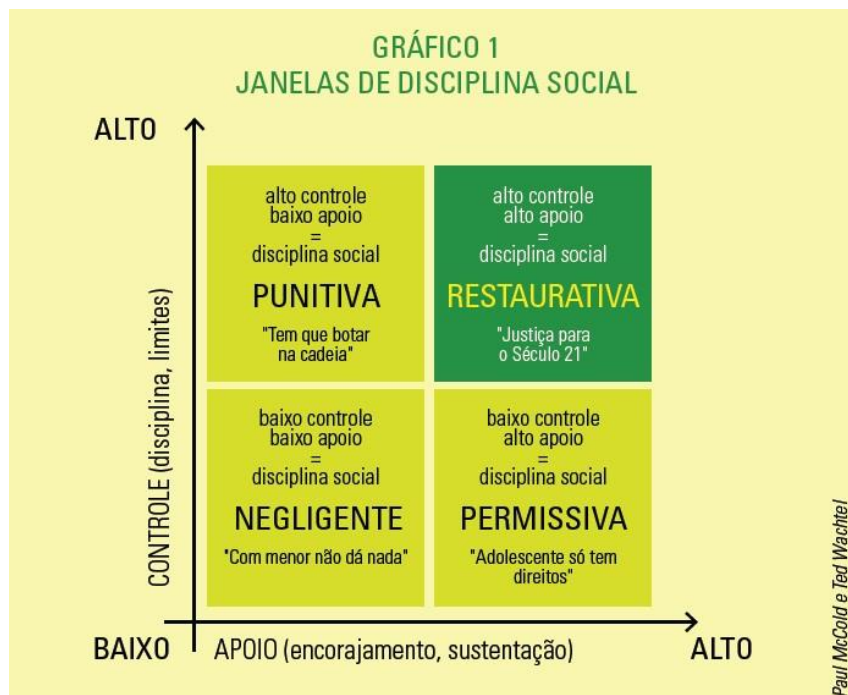 GRÁFICO 1
JANELAS DE DISCIPLINA SOCIAL
ALTO
CONTROLE (disciplina, limites)
alto controle
baixo apoio
=
disciplina social
PUNITIVA
"Tem que botar
na cadeia"
alto controle
alto apoio
=
disciplina social
RESTAURATIVA
"Justiça para
o Século 21"
baixo controle
baixo apoio
=
disciplina social
NEGLIGENTE
"Com menor não dá nada"
baixo controle
alto apoio
=
disciplina social
PERMISSIVA
"Adolescente só tem
direitos"
BAIXO
APOIO (encorajamento, sustentação)
ALTO
Paul McCold e Ted Wachtel